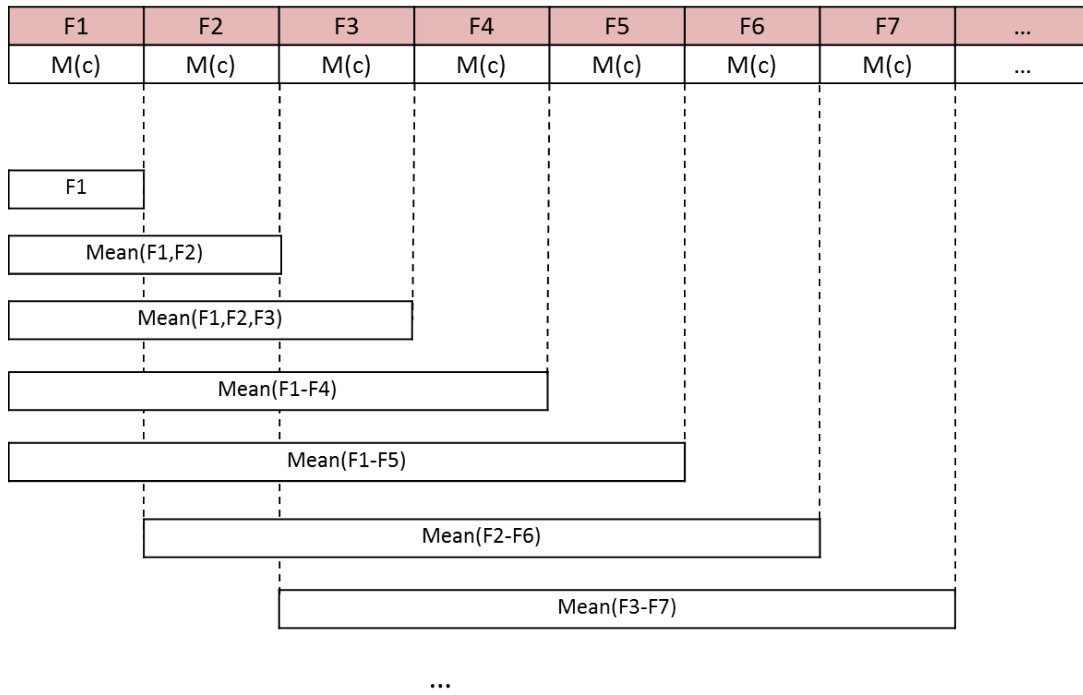 F1 F2 F3 F4 F5 F6 F7 ...
M(c) M(c) M(c) M(c) M(c) M(c) M(c) ...
F1
Mean(F1,F2)
Mean(F1,F2,F3)
Mean(F1-F4)
Mean(F1-F5)
Mean(F2-F6)
Mean(F3-F7)
...